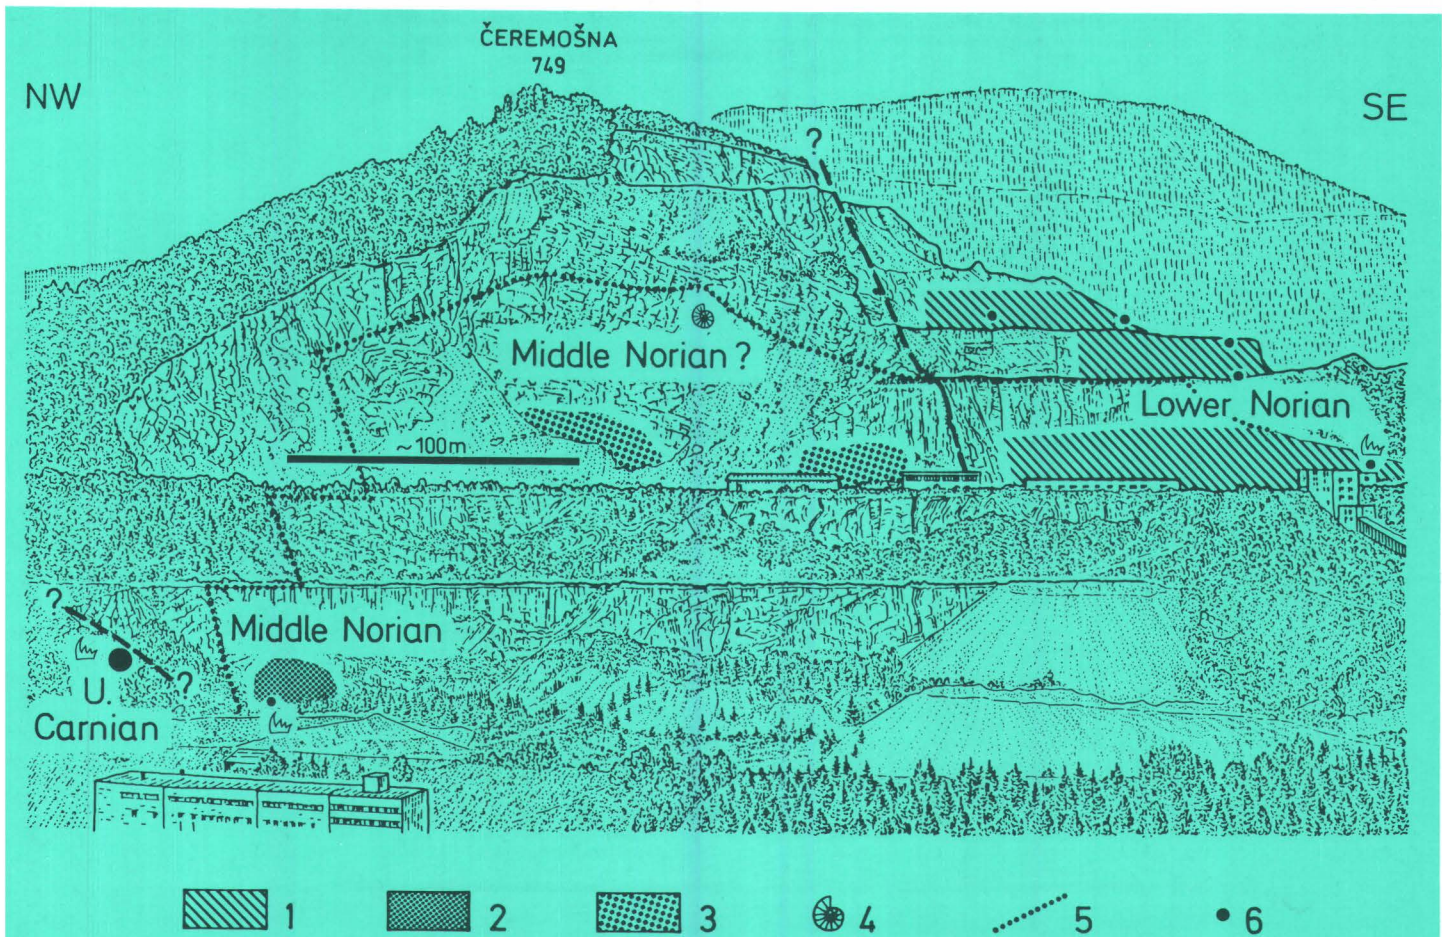 ČEREMOŠNA
749
NW
SE
?
Middle Norian ?
Lower Norian
~100m
?
Middle Norian
?
U.
Carnian
1
2
3
4
5
6